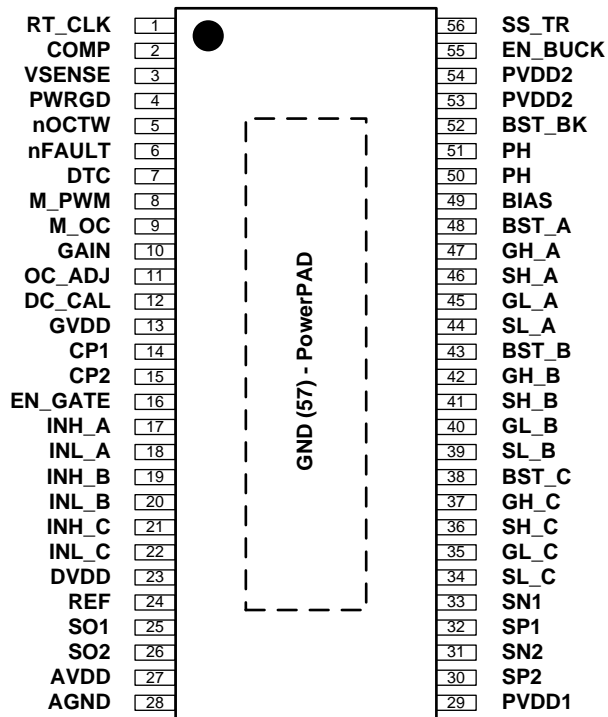 RT_CLK 1 56 SS_TR
COMP 2 55 EN_BUCK
VSENSE 3 54 PVDD2
PWRGD 4 53 PVDD2
nOCTW 5 52 BST_BK
nFAULT 6 51 PH
DTC 7 50 PH
M_PWM 8 49 BIAS
M_OC 9 48 BST_A
GAIN 10 47 GH_A
OC_ADJ 11 46 SH_A
DC_CAL 12 45 GL_A
GVDD 13 44 SL_A
CP1 14 43 BST_B
CP2 15 42 GH_B
EN_GATE 16 41 SH_B
INH_A 17 40 GL_B
INL_A 18 39 SL_B
INH_B 19 38 BST_C
INL_B 20 37 GH_C
INH_C 21 36 SH_C
INL_C 22 35 GL_C
DVDD 23 34 SL_C
REF 24 33 SN1
SO1 25 32 SP1
SO2 26 31 SN2
AVDD 27 30 SP2
AGND 28 29 PVDD1
GND (57) - PowerPAD